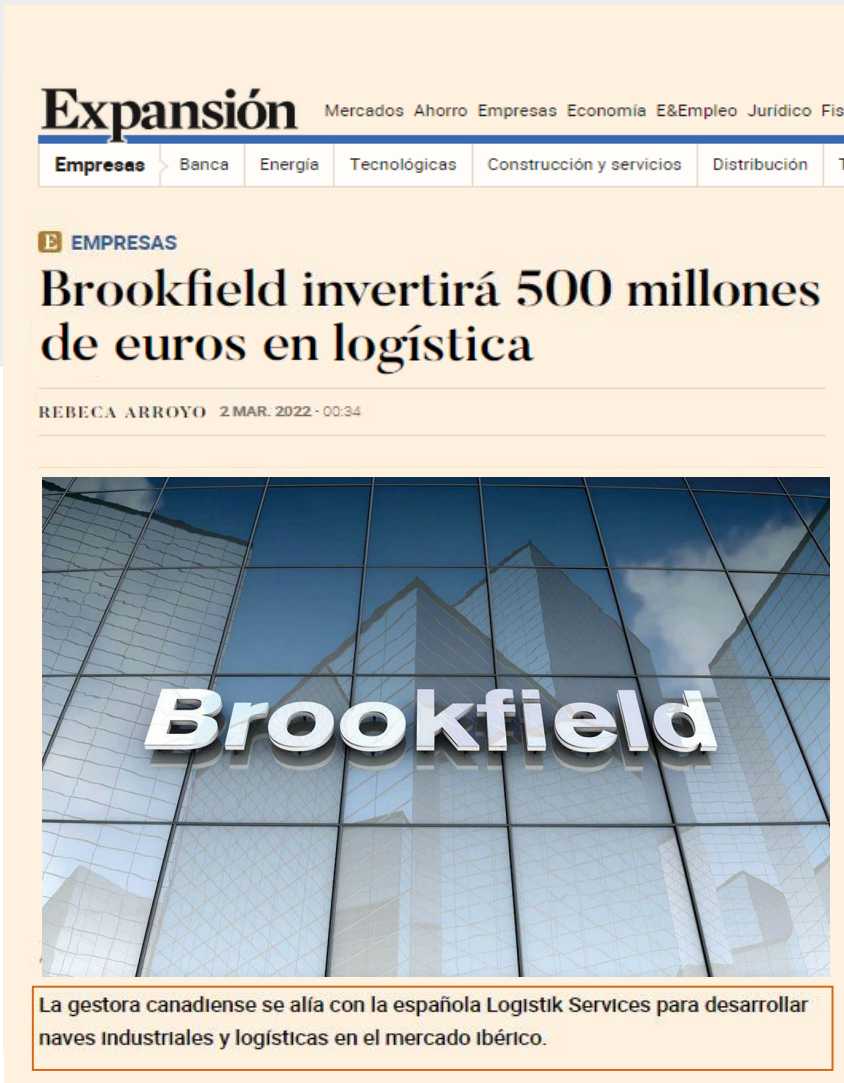 Expansión
Mercados Ahorro Empresas Economía E&Empleo Jurídico Fis
Empresas Banca Energía Tecnológicas Construcción y servicios Distribución T
E EMPRESAS
Brookfield invertirá 500 millones
de euros en logística
REBECA ARROYO 2 MAR. 2022 - 00:34
Brookfield
La gestora canadiense se alía con la española Logistik Services para desarrollar
naves industriales y logísticas en el mercado ibérico.